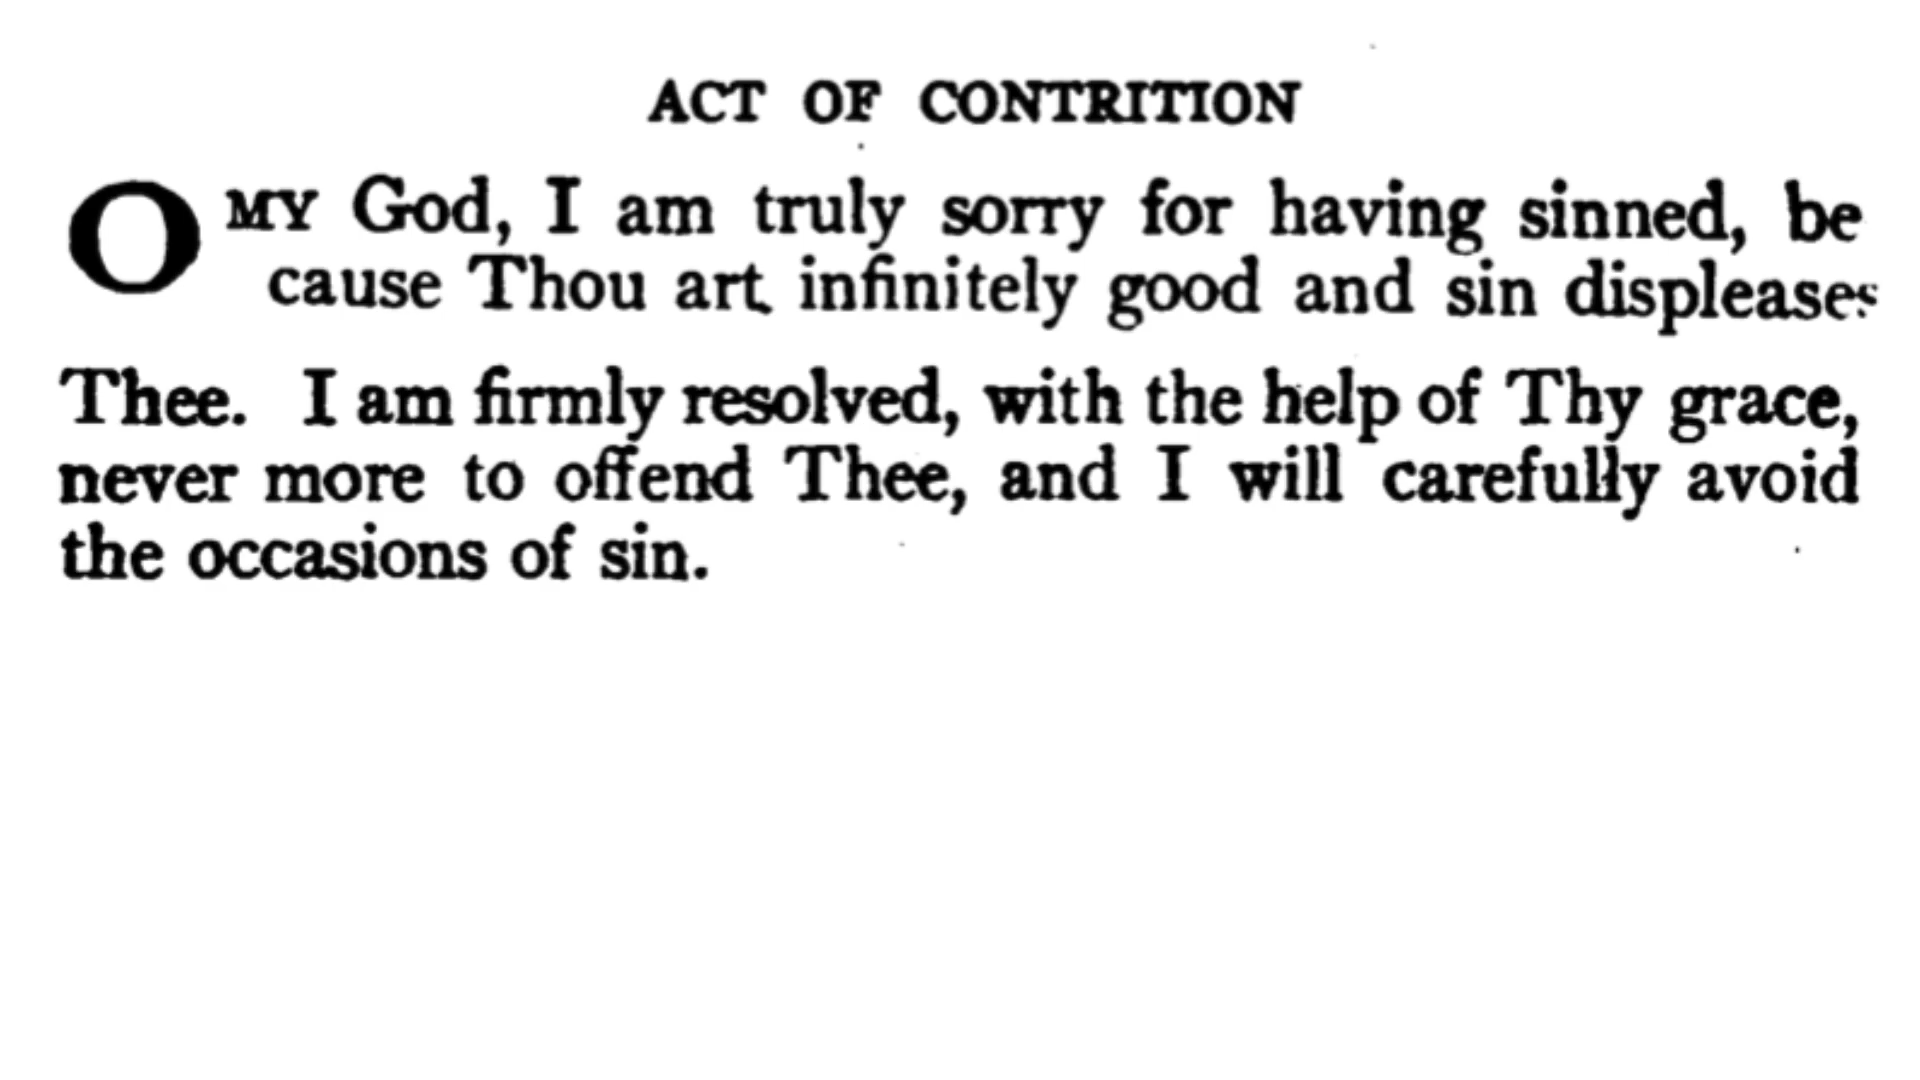 ACT OF CONTRITION
O MY God, I am truly sorry for having sinned, be
cause Thou art infinitely good and sin displeases
Thee. I am firmly resolved, with the help of Thy grace,
never more to offend Thee, and I will carefully avoid
the occasions of sin.